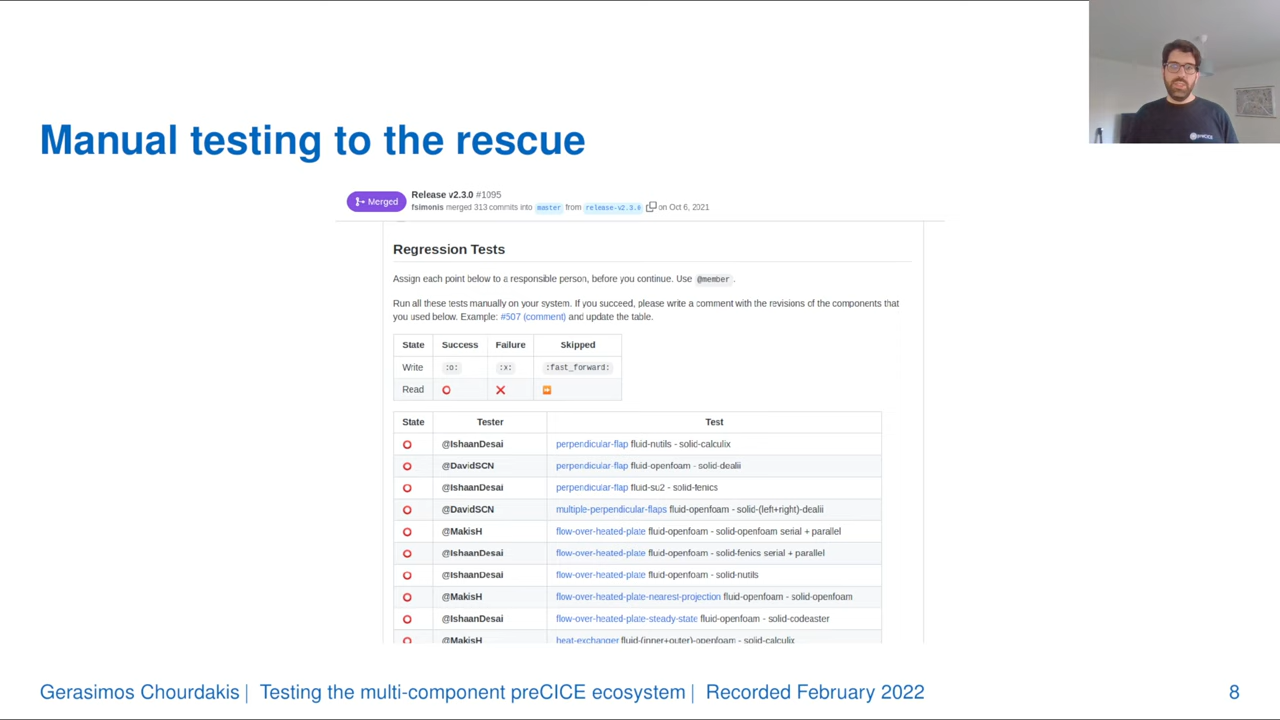 Manual testing to the rescue
Merged
Release v2.3.0 #1095
fsimonis merged 313 commits into master from release-v2.3.0 on Oct 6, 2021
Regression Tests
Assign each point below to a responsible person, before you continue. Use @member.
Run all these tests manually on your system. If you succeed, please write a comment with the revisions of the components that
you used below. Example: #507 (comment) and update the table.
State Success Failure Skipped
Write :o: :x: :fast_forward:
Read
State Tester Test
@IshaanDesai perpendicular-flap fluid-nutils - solid-calculix
@DavidSCN perpendicular-flap fluid-openfoam - solid-dealii
@IshaanDesai perpendicular-flap fluid-su2 - solid-fenics
@DavidSCN multiple-perpendicular-flaps fluid-openfoam - solid-(left+right)-dealii
@MakisH flow-over-heated-plate fluid-openfoam - solid-openfoam serial + parallel
@IshaanDesai flow-over-heated-plate fluid-openfoam - solid-fenics serial + parallel
@IshaanDesai flow-over-heated-plate fluid-openfoam - solid-nutils
@MakisH flow-over-heated-plate-nearest-projection fluid-openfoam - solid-openfoam
@IshaanDesai flow-over-heated-plate-steady-state fluid-openfoam - solid-codeaster
@MakisH heat-exchanger fluid-(inner+outer)-openfoam - solid-calculix
Gerasimos Chourdakis | Testing the multi-component preCICE ecosystem | Recorded February 2022
8